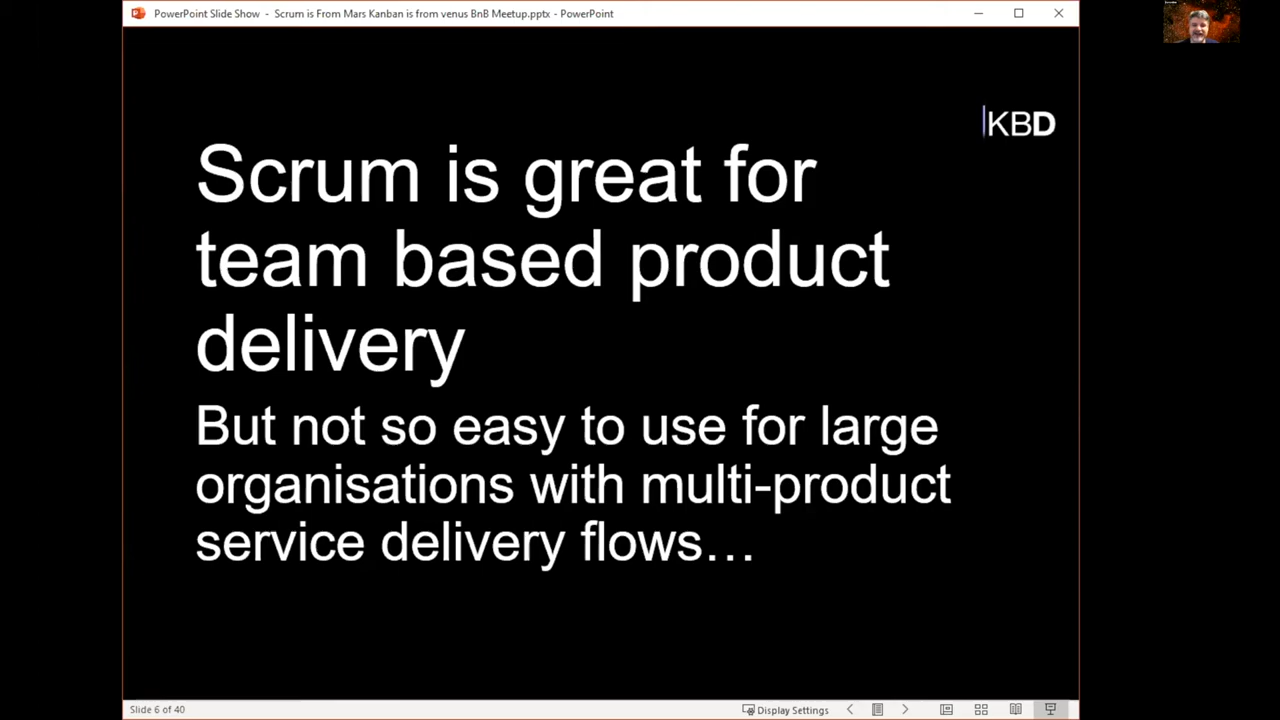 PowerPoint Slide Show - Scrum is From Mars Kanban is from venus BnB Meetup.pptx - PowerPoint
KBD
Scrum is great for
team based product
delivery
But not so easy to use for large
organisations with multi-product
service delivery flows…
Slide 6 of 40
Display Settings